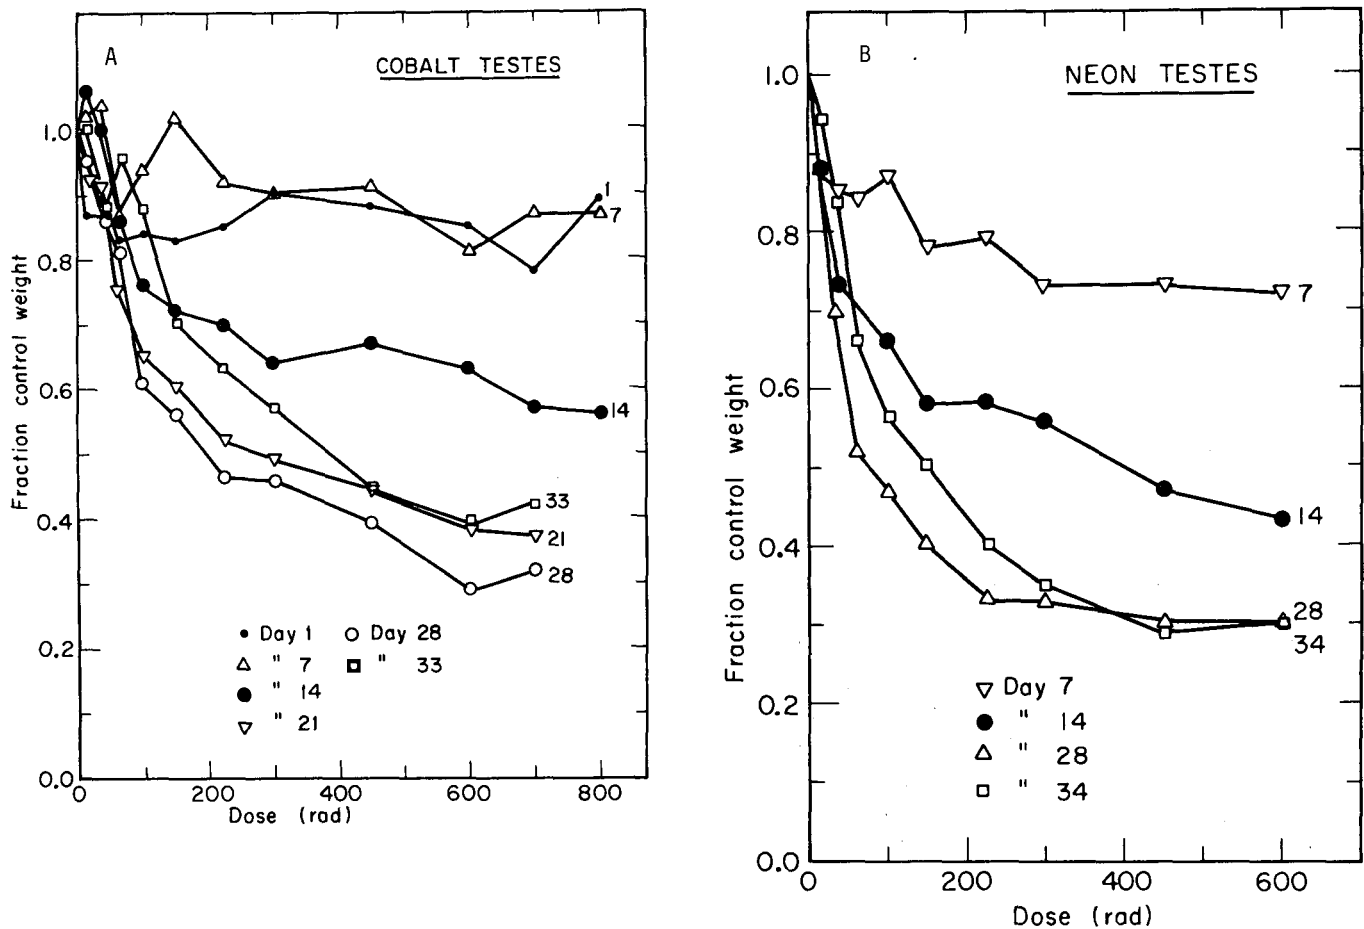 A
COBALT TESTES
Fraction control weight
1.0
0.8
0.6
0.4
0.2
0.0
1
7
14
33
21
28
Day 1
" 7
" 14
" 21
Day 28
" 33
0 200 400 600 800
Dose (rad)
B
NEON TESTES
Fraction control weight
1.0
0.8
0.6
0.4
0.2
0.0
7
14
28
34
Day 7
" 14
" 28
" 34
0 200 400 600
Dose (rad)